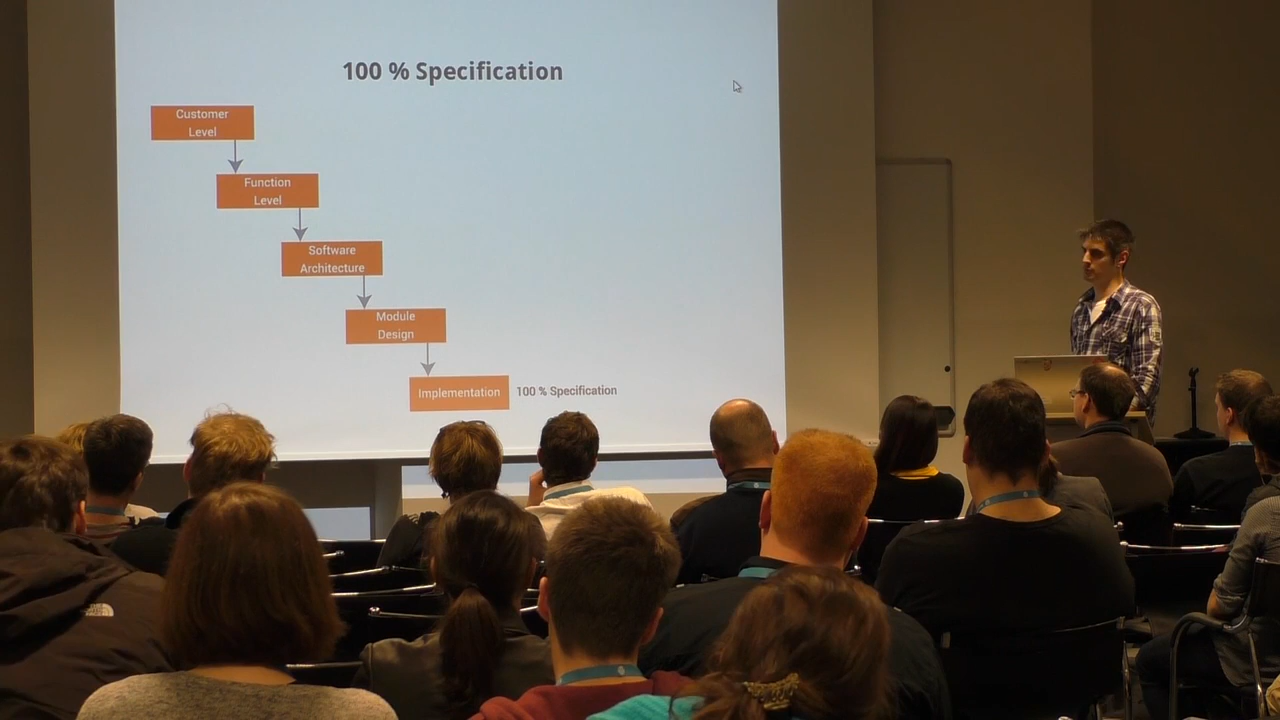 100 % Specification
Customer
Level
Function
Level
Software
Architecture
Module
Design
Implementation
100 % Specification